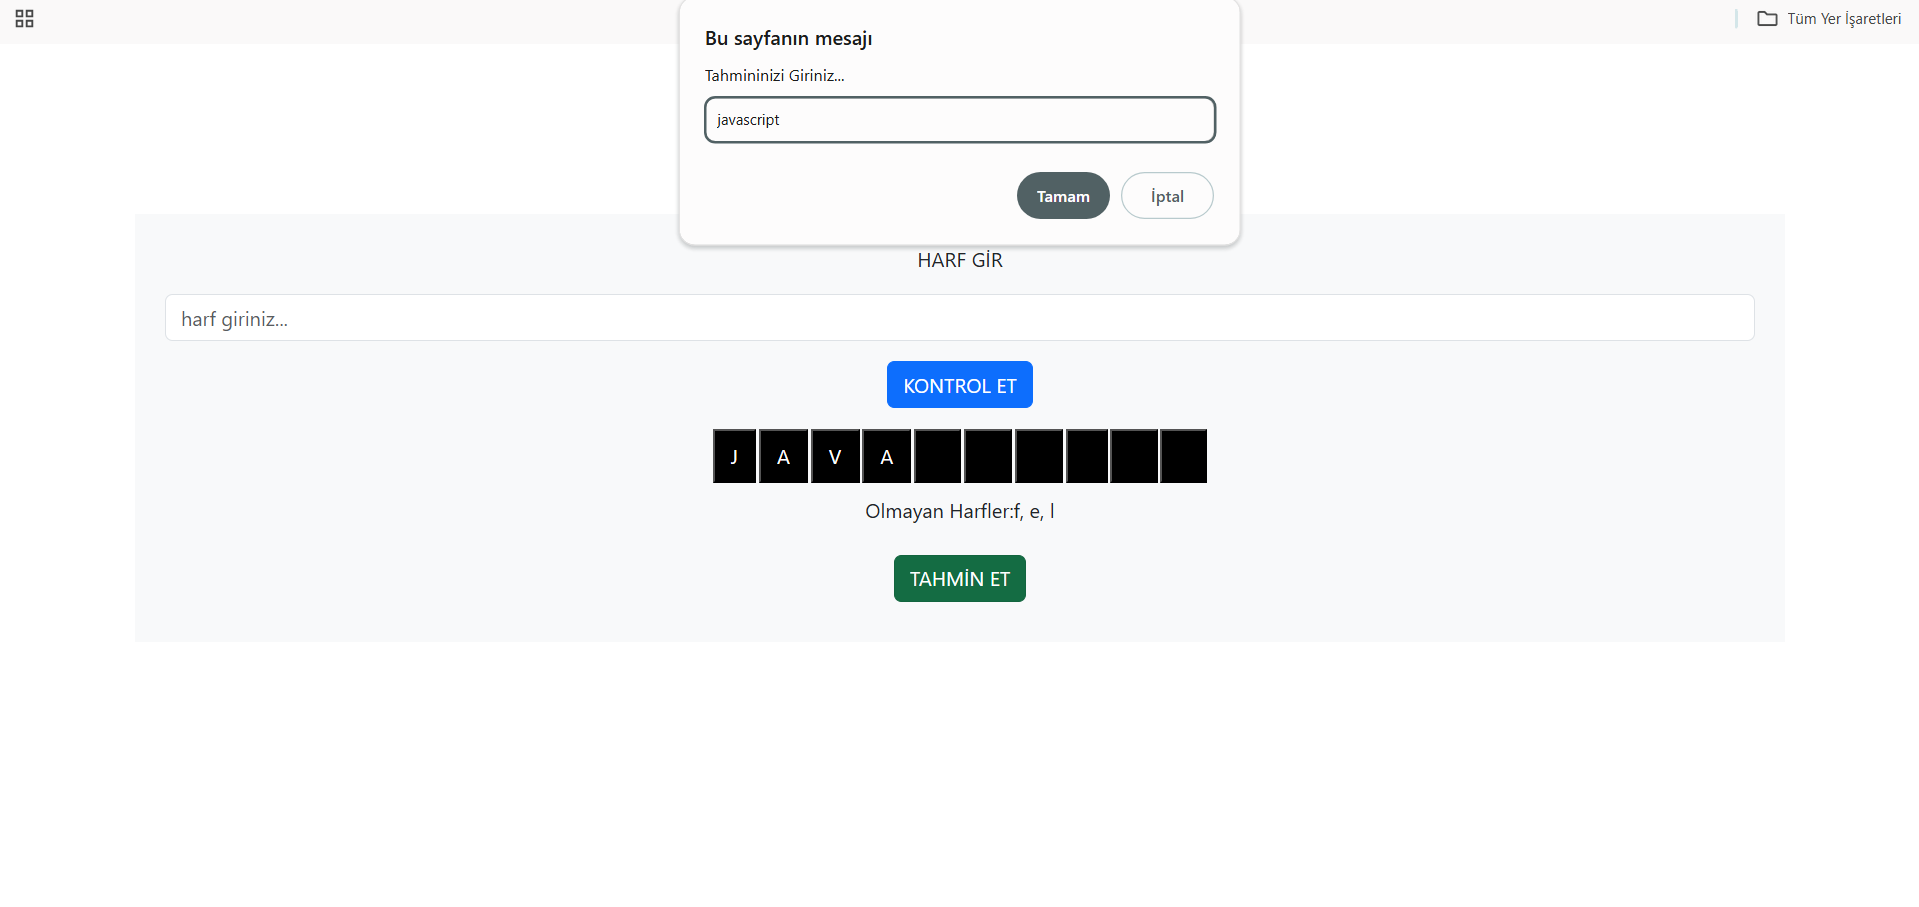 Tüm Yer İşaretleri
Bu sayfanın mesajı
Tahmininizi Giriniz...
javascript
Tamam İptal
HARF GİR
harf giriniz...
KONTROL ET
J A V A
Olmayan Harfler:f, e, l
TAHMİN ET